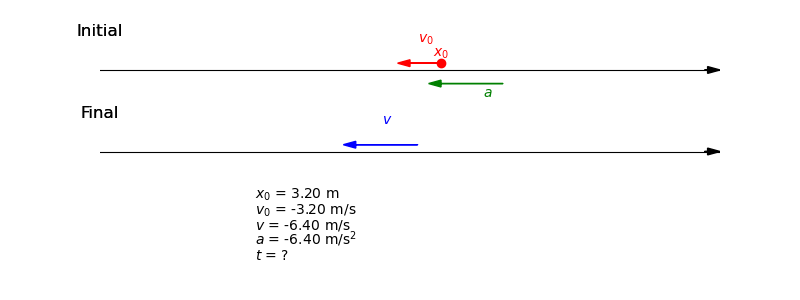 Initial
v₀
x₀
a
Final
v
x₀ = 3.20 m
v₀ = -3.20 m/s
v = -6.40 m/s
a = -6.40 m/s²
t = ?